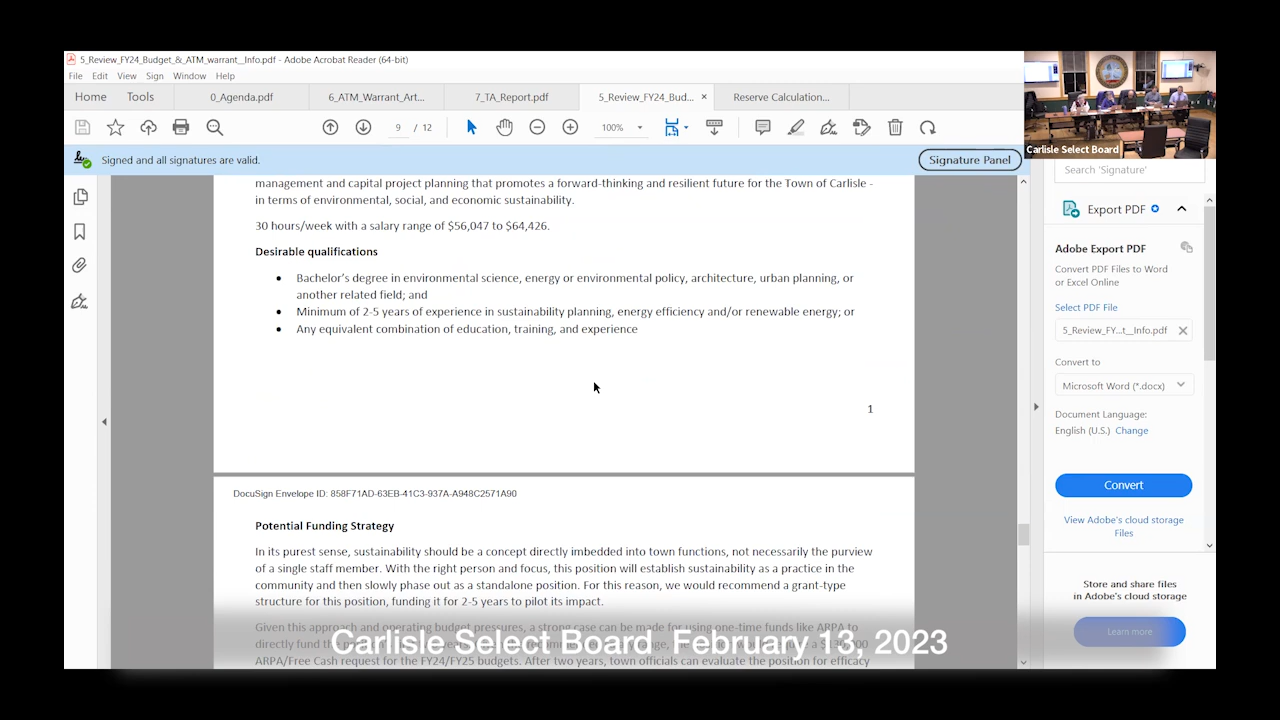 5_Review_FY24_Budget_&_ATM_warrant__Info.pdf - Adobe Acrobat Reader (64-bit)
File Edit View Sign Window Help
Home Tools 0_Agenda.pdf 6_ATM_Warrant_Art... 7_TA_Report.pdf 5_Review_FY24_Bud... × Reserve Calculation...
9 / 12 100%
Carlisle Select Board
Signed and all signatures are valid. Signature Panel
Search 'Signature'
management and capital project planning that promotes a forward-thinking and resilient future for the Town of Carlisle -
in terms of environmental, social, and economic sustainability.
30 hours/week with a salary range of $56,047 to $64,426.
Desirable qualifications
• Bachelor's degree in environmental science, energy or environmental policy, architecture, urban planning, or
another related field; and
• Minimum of 2-5 years of experience in sustainability planning, energy efficiency and/or renewable energy; or
• Any equivalent combination of education, training, and experience
1
DocuSign Envelope ID: 858F71AD-63EB-41C3-937A-A948C2571A90
Potential Funding Strategy
In its purest sense, sustainability should be a concept directly imbedded into town functions, not necessarily the purview
of a single staff member. With the right person and focus, this position will establish sustainability as a practice in the
community and then slowly phase out as a standalone position. For this reason, we would recommend a grant-type
structure for this position, funding it for 2-5 years to pilot its impact.
Given this approach and operating budget pressures, a strong case can be made for using one-time funds like ARPA to
directly fund the
ARPA/Free Cash request for the FY24/FY25 budgets. After two years, town officials can evaluate the position for efficacy
Export PDF
Adobe Export PDF
Convert PDF Files to Word
or Excel Online
Select PDF File
5_Review_FY...t__Info.pdf
Convert to
Microsoft Word (*.docx)
Document Language:
English (U.S.) Change
Convert
View Adobe's cloud storage
Files
Store and share files
in Adobe's cloud storage
Learn more
Carlisle Select Board February 13, 2023